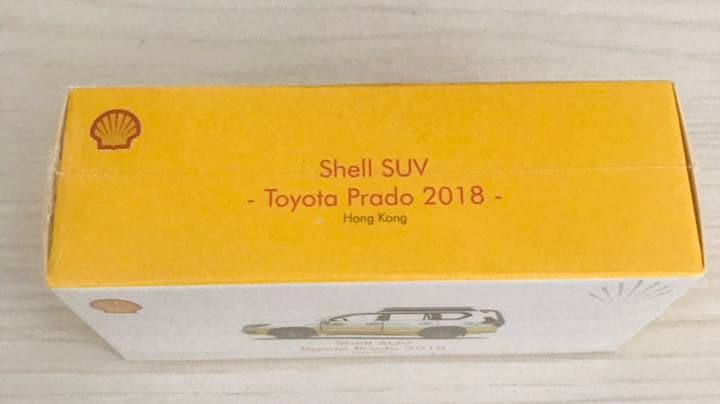 Shell SUV
- Toyota Prado 2018 -
Hong Kong
Shell SUV
Toyota Prado 2018 -